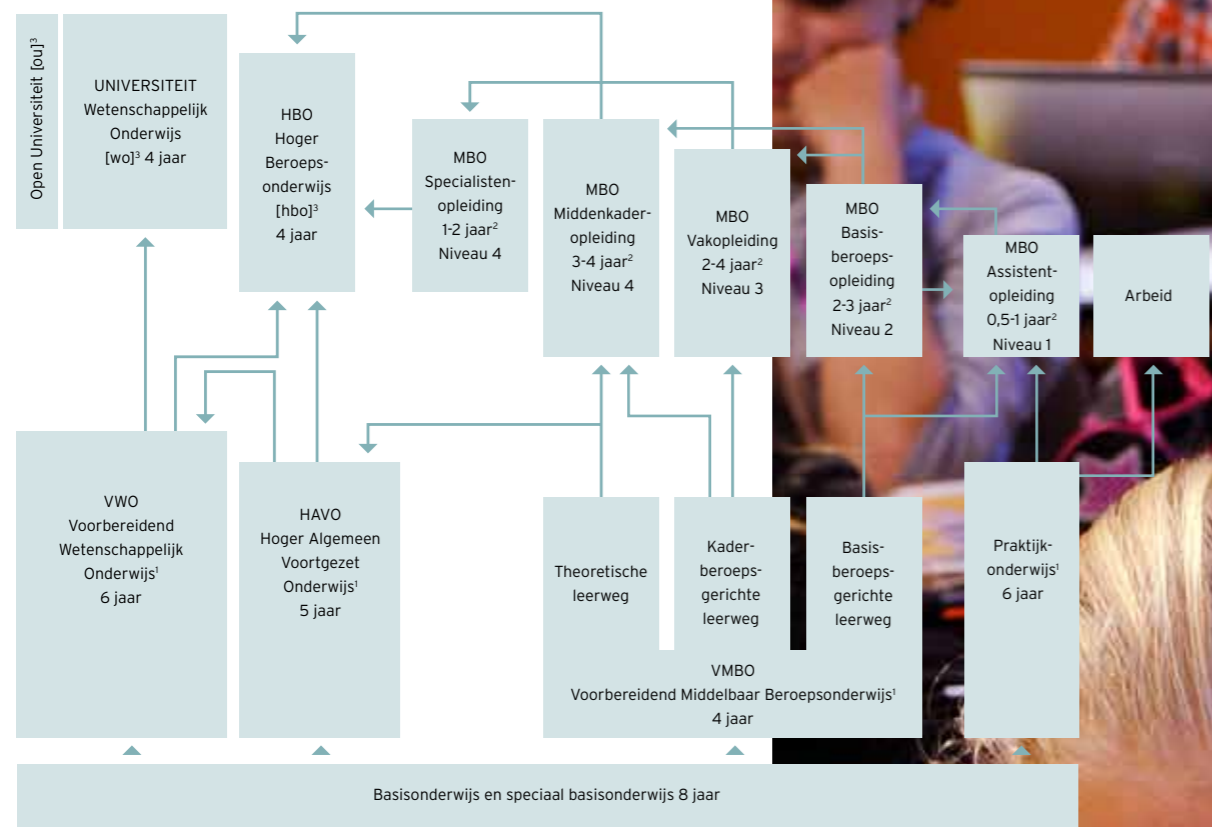 Open Universiteit [ou]³
UNIVERSITEIT
Wetenschappelijk
Onderwijs
[wo]³ 4 jaar
HBO
Hoger
Beroeps-
onderwijs
[hbo]³
4 jaar
MBO
Specialisten-
opleiding
1-2 jaar²
Niveau 4
MBO
Middenkader-
opleiding
3-4 jaar²
Niveau 4
MBO
Vakopleiding
2-4 jaar²
Niveau 3
MBO
Basis-
beroeps-
opleiding
2-3 jaar²
Niveau 2
MBO
Assistent-
opleiding
0,5-1 jaar²
Niveau 1
Arbeid
VWO
Voorbereidend
Wetenschappelijk
Onderwijs¹
6 jaar
HAVO
Hoger Algemeen
Voortgezet
Onderwijs¹
5 jaar
Theoretische
leerweg
Kader-
beroeps-
gerichte
leerweg
Basis-
beroeps-
gerichte
leerweg
VMBO
Voorbereidend Middelbaar Beroepsonderwijs¹
4 jaar
Praktijk-
onderwijs¹
6 jaar
Basisonderwijs en speciaal basisonderwijs 8 jaar